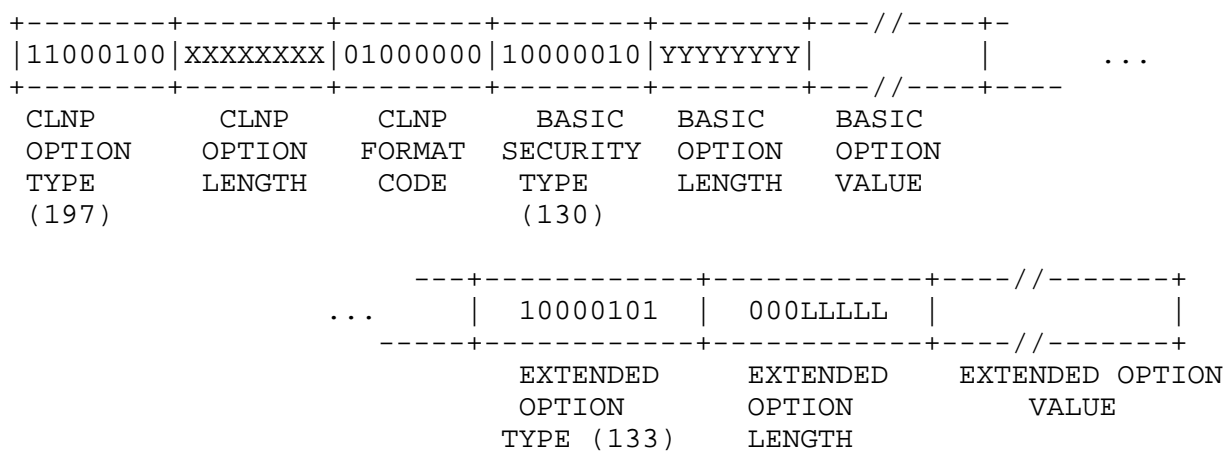 +--------+--------+--------+--------+--------+---//----+-
|11000100|XXXXXXXX|01000000|10000010|YYYYYYYY|         |      ...
+--------+--------+--------+--------+--------+---//----+----
CLNP CLNP CLNP BASIC BASIC BASIC
OPTION OPTION FORMAT SECURITY OPTION OPTION
TYPE LENGTH CODE TYPE LENGTH VALUE
(197) (130)
---+------------+------------+----//-------+
...     |  10000101  |  000LLLLL  |             |
-----+------------+------------+----//-------+
EXTENDED EXTENDED EXTENDED OPTION
OPTION OPTION VALUE
TYPE (133) LENGTH